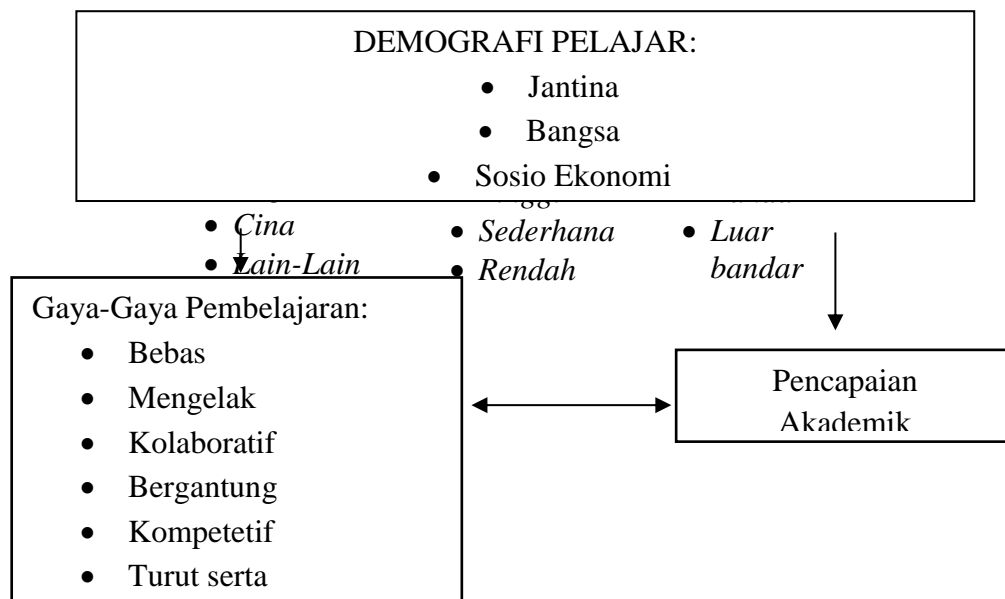 DEMOGRAFI PELAJAR:
• Jantina
• Bangsa
• Sosio Ekonomi
• Cina
• Lain-Lain
• Sederhana
• Rendah
• Luar
bandar
Gaya-Gaya Pembelajaran:
• Bebas
• Mengelak
• Kolaboratif
• Bergantung
• Kompetetif
• Turut serta
Pencapaian
Akademik